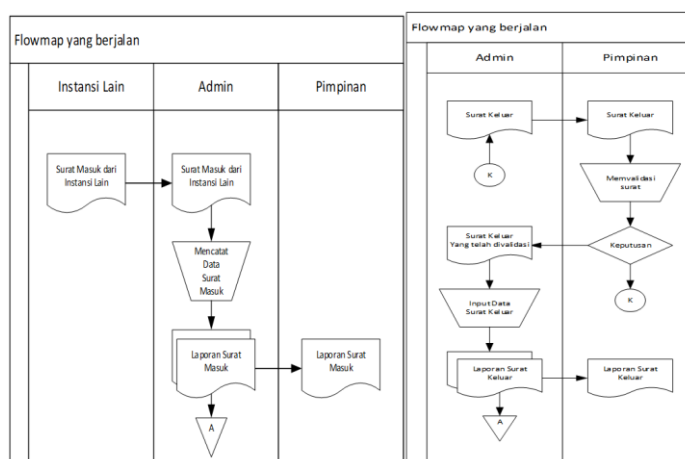 Flowmap yang berjalan
Instansi Lain
Admin
Pimpinan
Surat Masuk dari
Instansi Lain
Surat Masuk dari
Instansi Lain
Mencatat
Data
Surat
Masuk
Laporan Surat
Masuk
Laporan Surat
Masuk
A
Flowmap yang berjalan
Admin
Pimpinan
Surat Keluar
Surat Keluar
K
Memvalidasi
surat
Surat Keluar
Yang telah divalidasi
Keputusan
K
Input Data
Surat Keluar
Laporan Surat
Keluar
Laporan Surat
Keluar
A